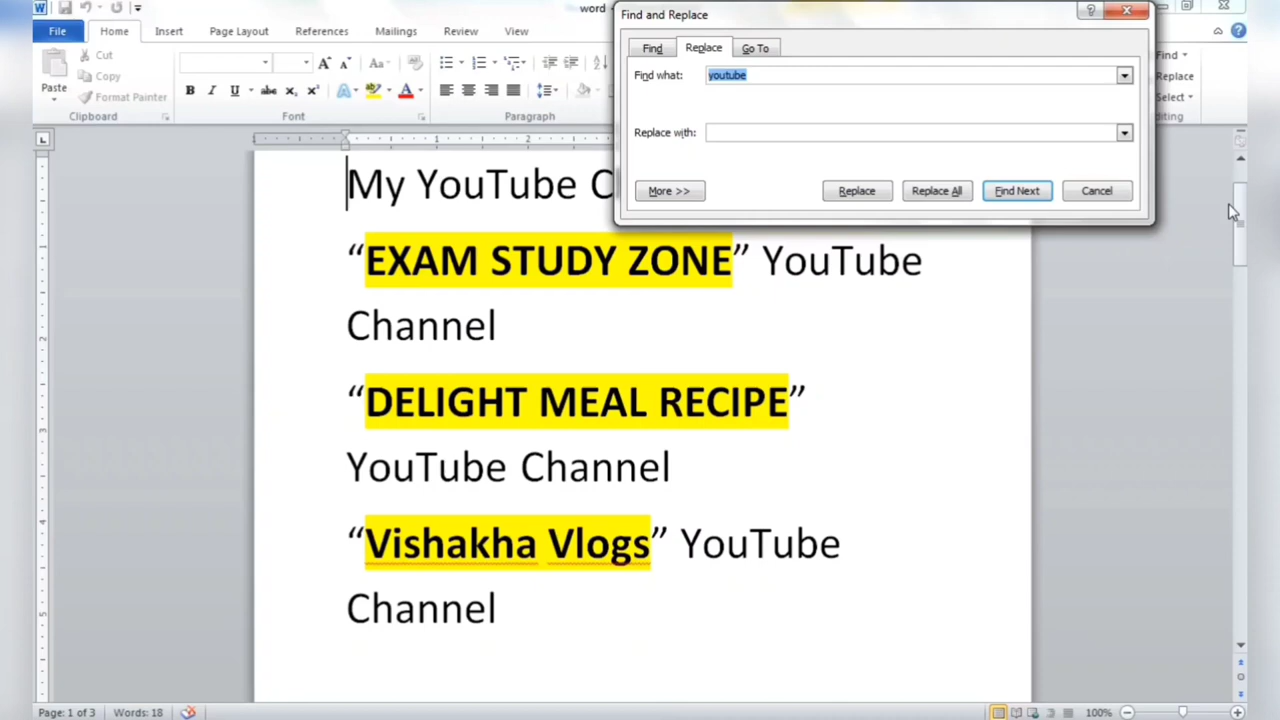 word -
Find and Replace
File
Home
Insert
Page Layout
References
Mailings
Review
View
Find
Replace
Go To
Find what:
youtube
Replace with:
More >>
Replace
Replace All
Find Next
Cancel
Cut
Copy
Format Painter
Paste
Clipboard
Font
Paragraph
Find
Replace
Select
iting
My YouTube C
“EXAM STUDY ZONE” YouTube
Channel
“DELIGHT MEAL RECIPE”
YouTube Channel
“Vishakha Vlogs” YouTube
Channel
Page: 1 of 3
Words: 18
100%